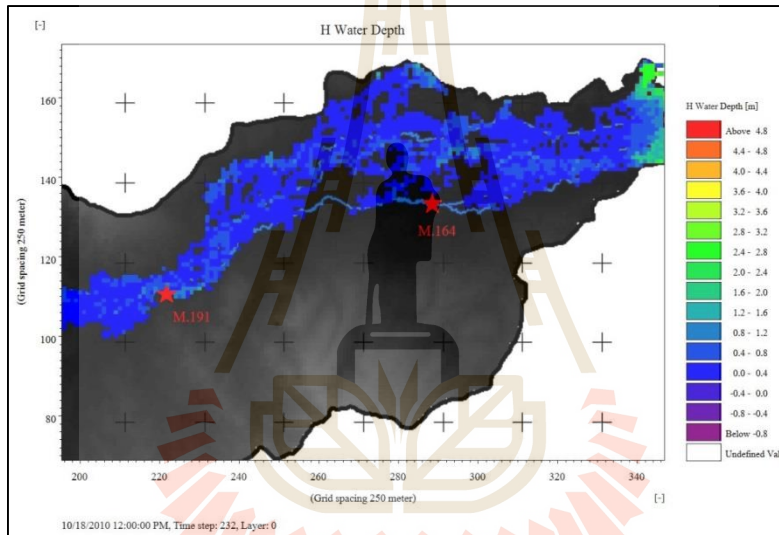 [-]
H Water Depth
160
140
120
100
80
(Grid spacing 250 meter)
M.164
M.191
200 220 240 260 280 300 320 340
(Grid spacing 250 meter) [-]
10/18/2010 12:00:00 PM, Time step: 232, Layer: 0
H Water Depth [m]
Above 4.8
4.4 - 4.8
4.0 - 4.4
3.6 - 4.0
3.2 - 3.6
2.8 - 3.2
2.4 - 2.8
2.0 - 2.4
1.6 - 2.0
1.2 - 1.6
0.8 - 1.2
0.4 - 0.8
0.0 - 0.4
-0.4 - 0.0
-0.8 - -0.4
Below -0.8
Undefined Val